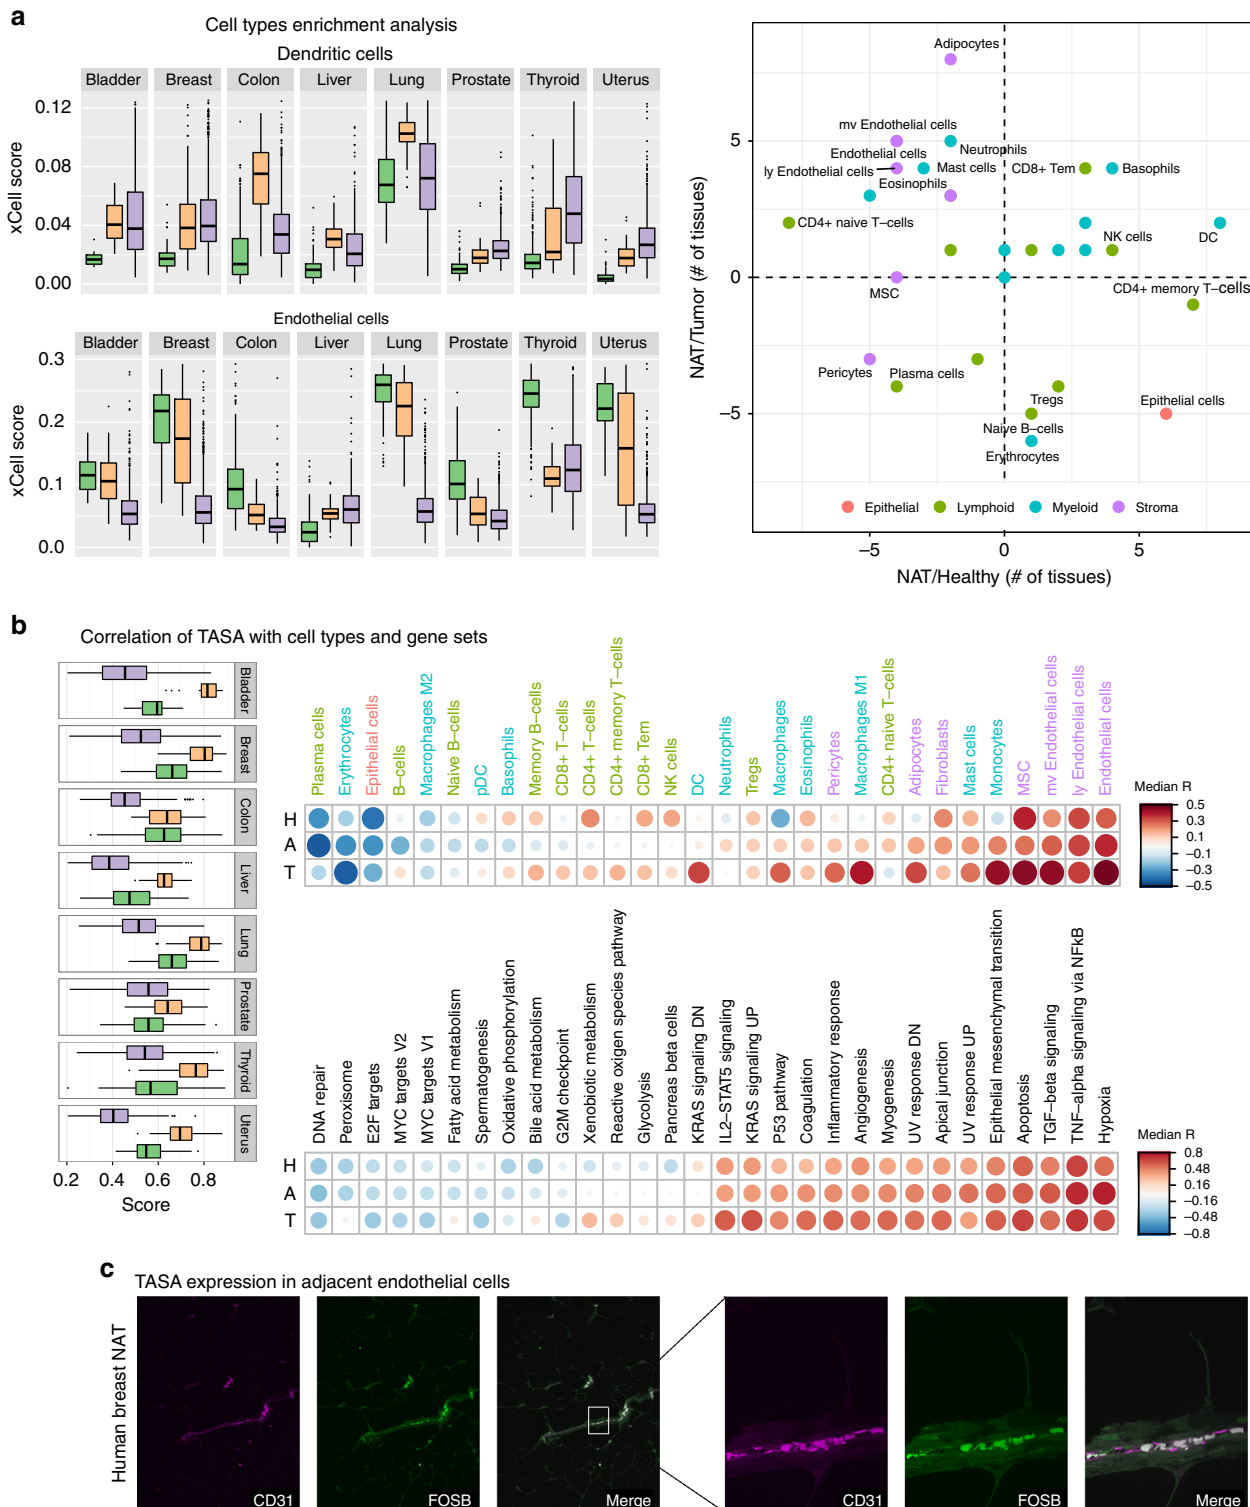 a
Cell types enrichment analysis
Dendritic cells
Bladder Breast Colon Liver Lung Prostate Thyroid Uterus
0.12
0.08
0.04
0.00
xCell score
Endothelial cells
Bladder Breast Colon Liver Lung Prostate Thyroid Uterus
0.3
0.2
0.1
0.0
xCell score
Adipocytes
mv Endothelial cells
Neutrophils
Endothelial cells
ly Endothelial cells
Mast cells
CD8+ Tem
Basophils
Eosinophils
CD4+ naive T–cells
NK cells
DC
MSC
CD4+ memory T–cells
Pericytes
Plasma cells
Tregs
Epithelial cells
Naive B–cells
Erythrocytes
Epithelial Lymphoid Myeloid Stroma
5
0
−5
NAT/Tumor (# of tissues)
−5 0 5
NAT/Healthy (# of tissues)
b
Correlation of TASA with cell types and gene sets
Bladder
Breast
Colon
Liver
Lung
Prostate
Thyroid
Uterus
0.2 0.4 0.6 0.8
Score
Plasma cells
Erythrocytes
Epithelial cells
B–cells
Macrophages M2
Naive B–cells
pDC
Basophils
Memory B–cells
CD8+ T–cells
CD4+ T–cells
CD4+ memory T–cells
CD8+ Tem
NK cells
DC
Neutrophils
Tregs
Macrophages
Eosinophils
Pericytes
Macrophages M1
CD4+ naive T–cells
Adipocytes
Fibroblasts
Mast cells
Monocytes
MSC
mv Endothelial cells
ly Endothelial cells
Endothelial cells
H
A
T
Median R
0.5
0.3
0.1
−0.1
−0.3
−0.5
DNA repair
Peroxisome
E2F targets
MYC targets V2
MYC targets V1
Fatty acid metabolism
Spermatogenesis
Oxidative phosphorylation
Bile acid metabolism
G2M checkpoint
Xenobiotic metabolism
Reactive oxigen species pathway
Glycolysis
Pancreas beta cells
KRAS signaling DN
IL2–STAT5 signaling
KRAS signaling UP
P53 pathway
Coagulation
Inflammatory response
Angiogenesis
Myogenesis
UV response DN
Apical junction
UV response UP
Epithelial mesenchymal transition
Apoptosis
TGF–beta signaling
TNF–alpha signaling via NFkB
Hypoxia
H
A
T
Median R
0.8
0.48
0.16
−0.16
−0.48
−0.8
c
TASA expression in adjacent endothelial cells
Human breast NAT
CD31 FOSB Merge CD31 FOSB Merge